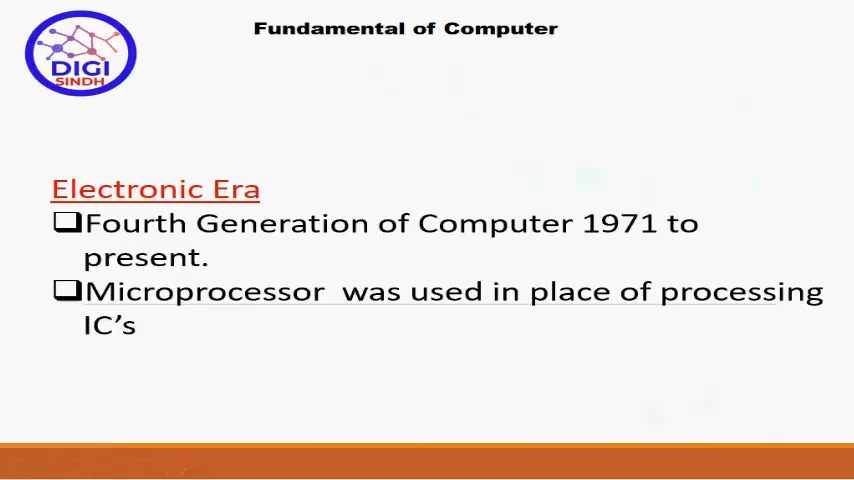 Fundamental of Computer
DIGI
SINDH
Electronic Era
❑Fourth Generation of Computer 1971 to
present.
❑Microprocessor  was used in place of processing
IC’s